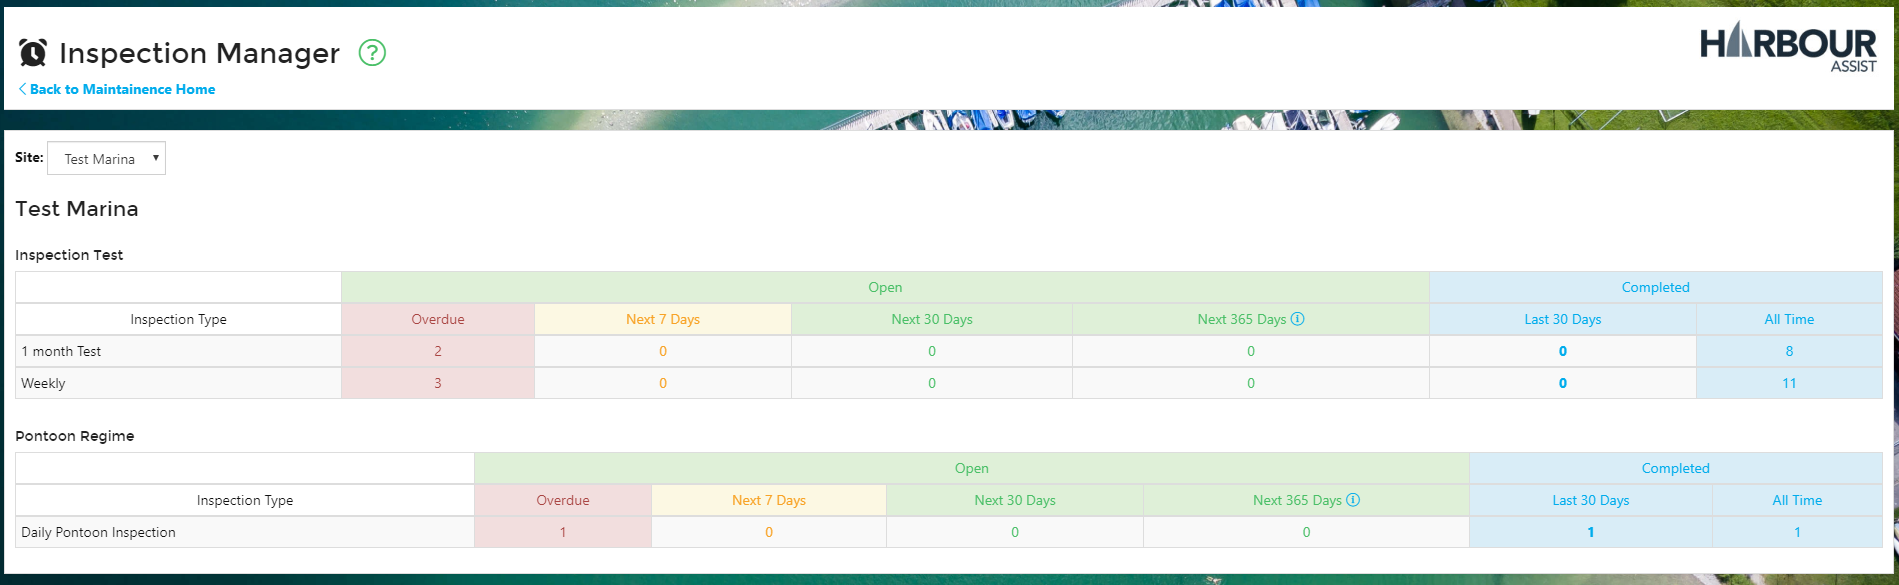 Inspection Manager ?
HARBOUR
ASSIST
Back to Maintainence Home
Site: Test Marina
Test Marina
Inspection Test
Open Completed
Inspection Type Overdue Next 7 Days Next 30 Days Next 365 Days Last 30 Days All Time
1 month Test 2 0 0 0 0 8
Weekly 3 0 0 0 0 11
Pontoon Regime
Open Completed
Inspection Type Overdue Next 7 Days Next 30 Days Next 365 Days Last 30 Days All Time
Daily Pontoon Inspection 1 0 0 0 1 1